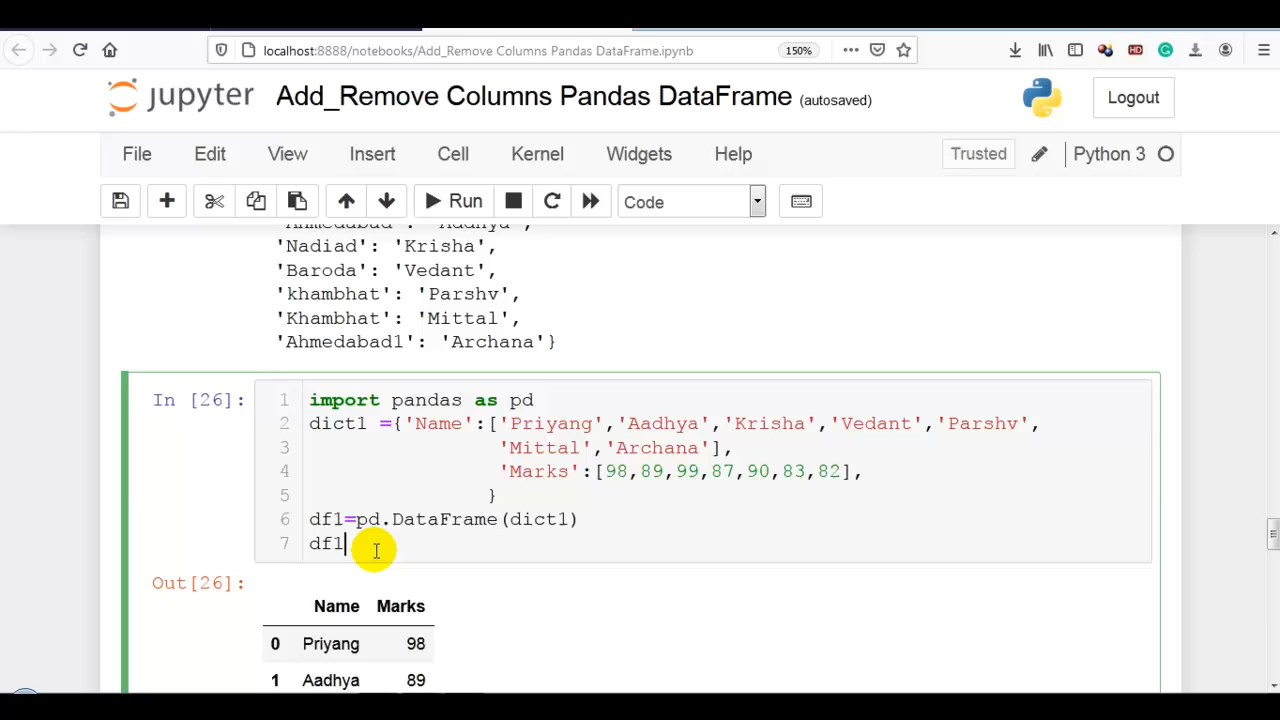 localhost:8888/notebooks/Add_Remove Columns Pandas DataFrame.ipynb 150% HD
jupyter Add_Remove Columns Pandas DataFrame (autosaved) Logout
File Edit View Insert Cell Kernel Widgets Help Trusted Python 3
Run Code
'Ahmedabad': 'Aadhya',
'Nadiad': 'Krisha',
'Baroda': 'Vedant',
'khambhat': 'Parshv',
'Khambhat': 'Mittal',
'Ahmedabad1': 'Archana'}
In [26]: 1 import pandas as pd
2 dict1 ={'Name':['Priyang','Aadhya','Krisha','Vedant','Parshv',
3 'Mittal','Archana'],
4 'Marks':[98,89,99,87,90,83,82],
5 }
6 df1=pd.DataFrame(dict1)
7 df1
Out[26]:
Name Marks
0 Priyang 98
1 Aadhya 89